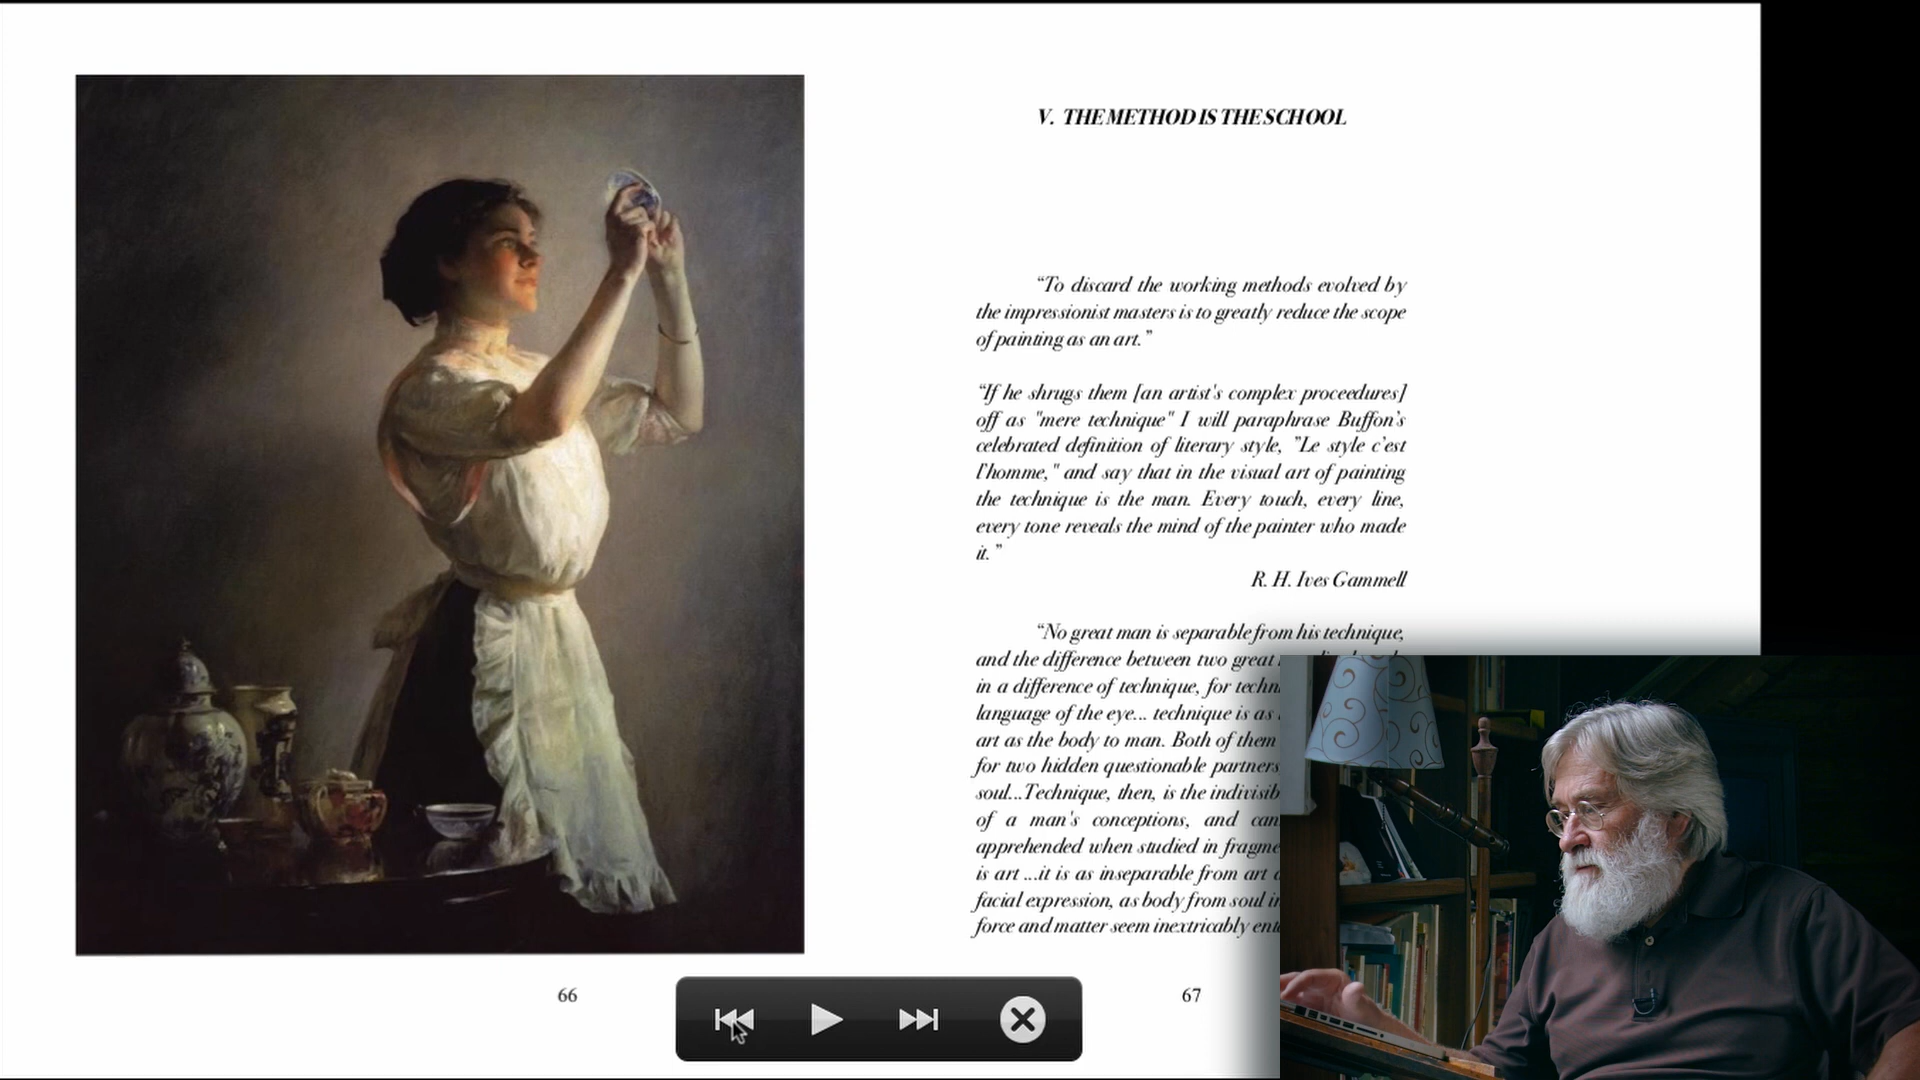 V. THE METHOD IS THE SCHOOL
“To discard the working methods evolved by
the impressionist masters is to greatly reduce the scope
of painting as an art.”
“If he shrugs them [an artist's complex proceedures]
off as "mere technique" I will paraphrase Buffon’s
celebrated definition of literary style, ”Le style c’est
l’homme," and say that in the visual art of painting
the technique is the man. Every touch, every line,
every tone reveals the mind of the painter who made
it.”
R. H. Ives Gammell
“No great man is separable from his technique,
and the difference between two great
in a difference of technique, for
language of the eye... technique is as
art as the body to man. Both of them
for two hidden questionable partners
soul...Technique, then, is the
of a man's conceptions, and
apprehended when studied in
is art ...it is as inseparable from art
facial expression, as body from soul
force and matter seem inextricably
66
67